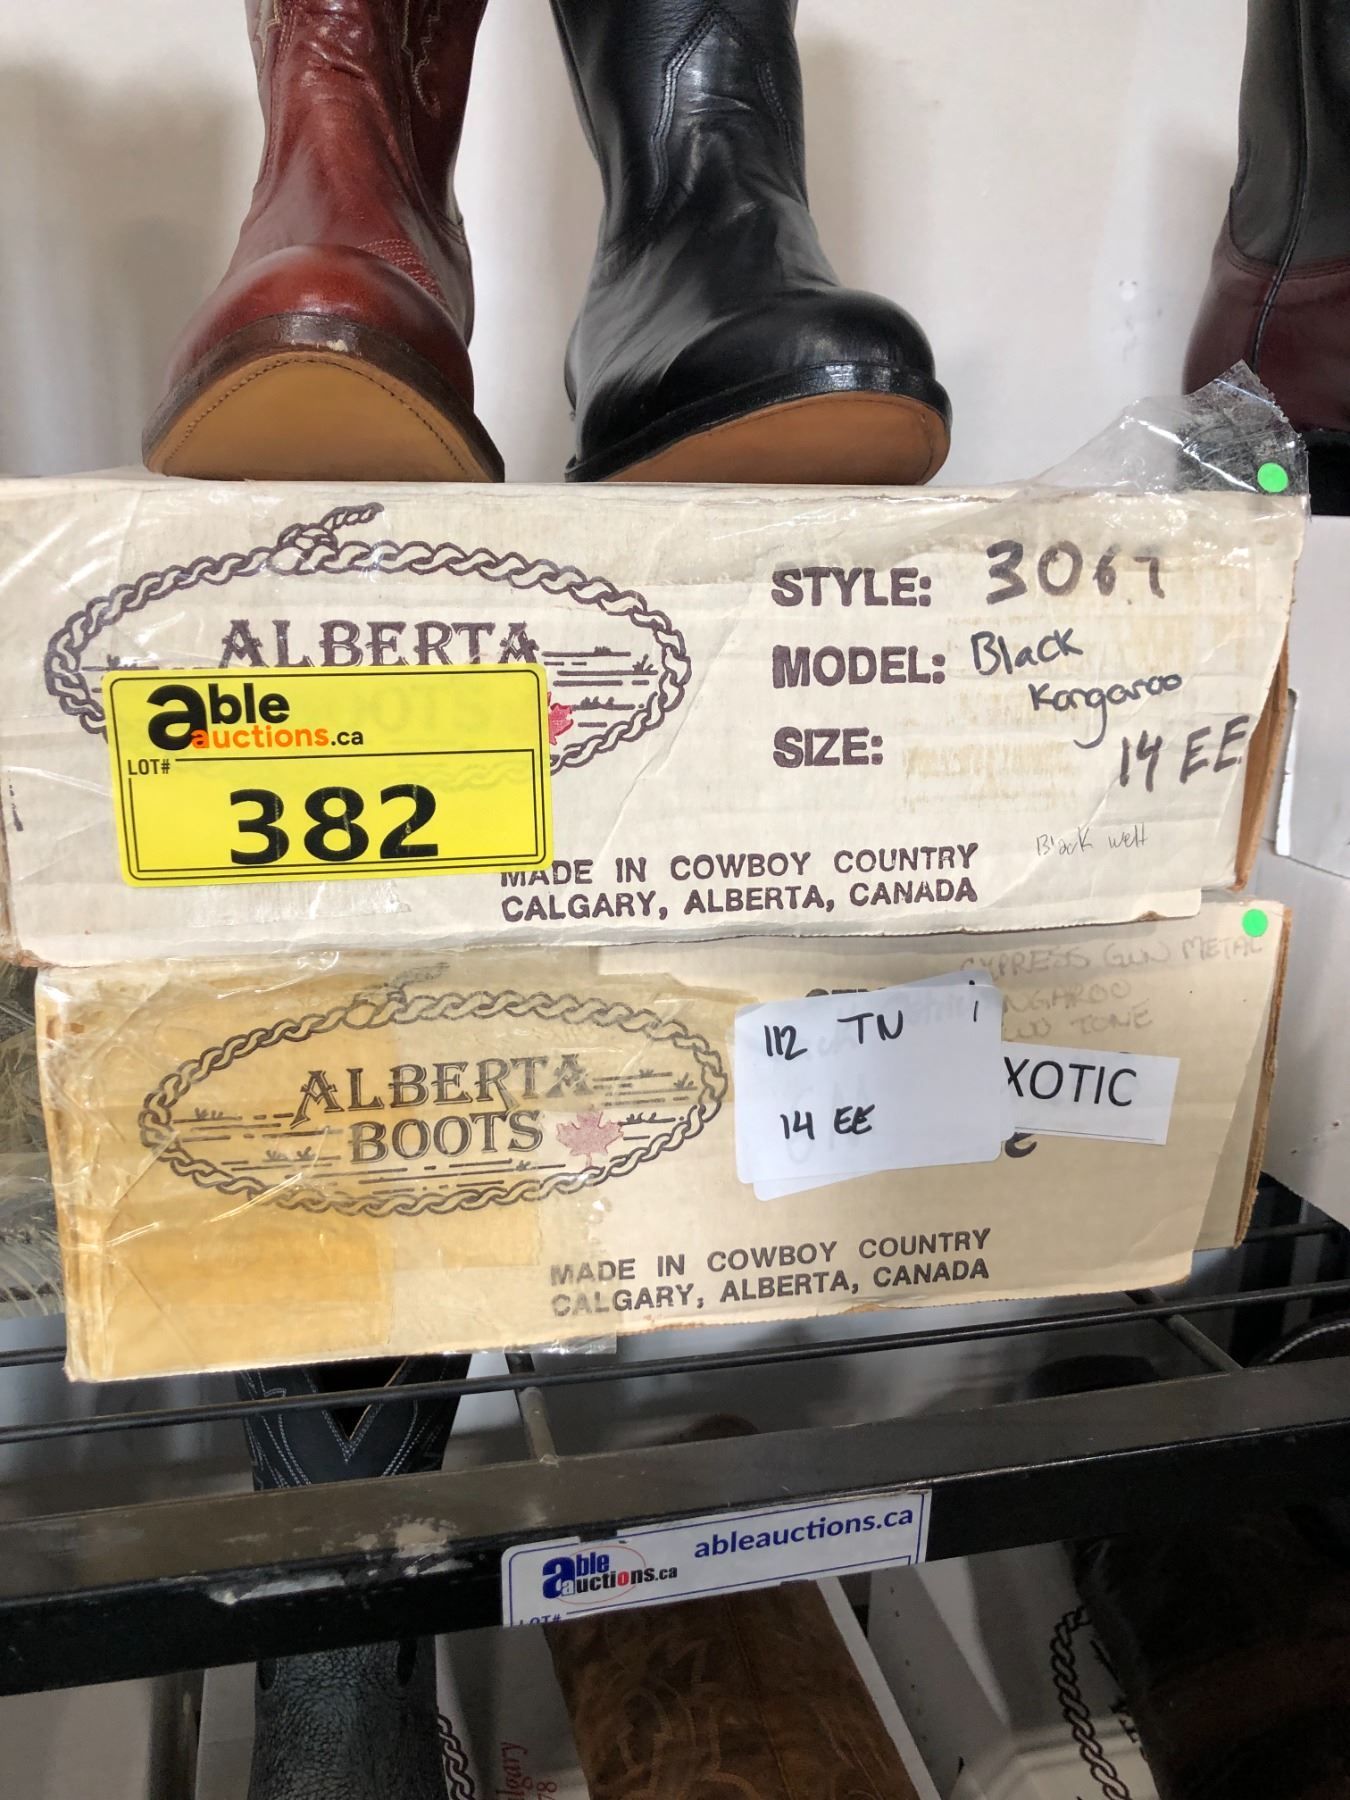 ALBERTA
able
auctions.ca
LOT#
382
STYLE: 3067
MODEL: Black
Kangaroo
SIZE: 14 EE
Black welt
MADE IN COWBOY COUNTRY
CALGARY, ALBERTA, CANADA
ALBERTA
BOOTS
CYPRESS GUN METAL
TONE
112 TN
14 EE
XOTIC
MADE IN COWBOY COUNTRY
CALGARY, ALBERTA, CANADA
able
auctions.ca
ableauctions.ca
LOT#